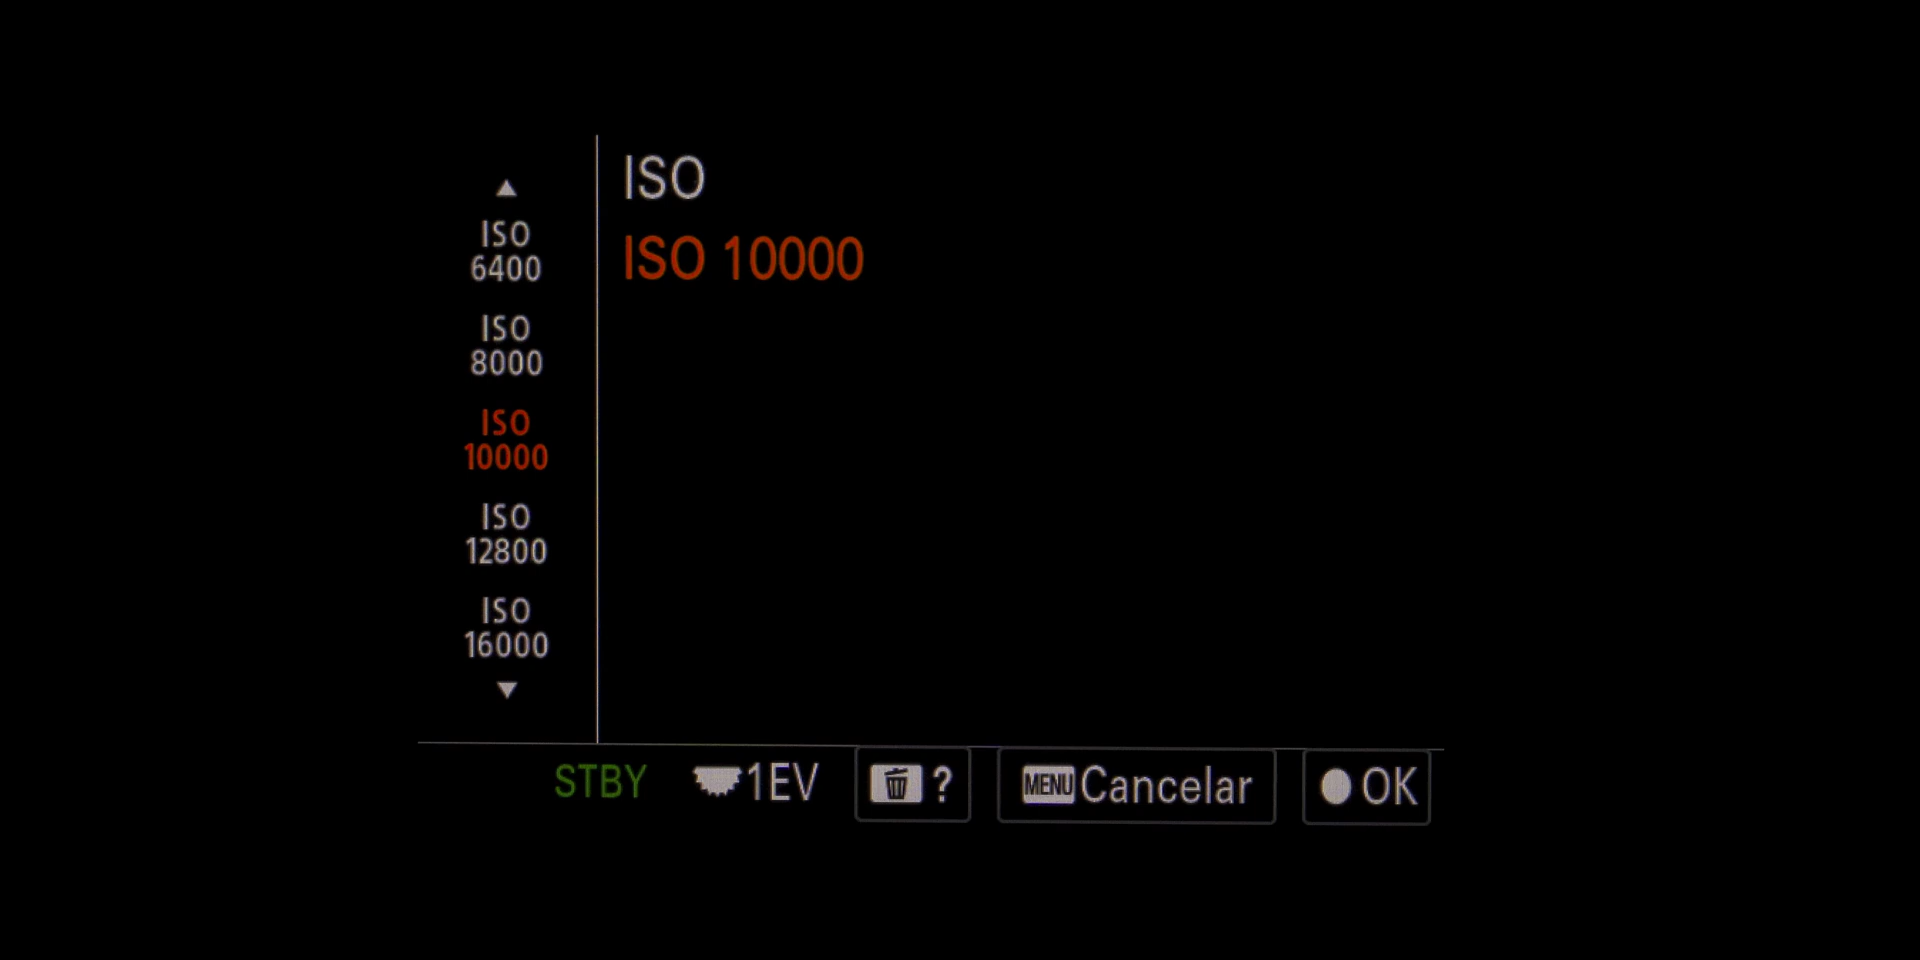 ISO
ISO 10000
ISO
6400
ISO
8000
ISO
10000
ISO
12800
ISO
16000
STBY 1EV ? MENU Cancelar OK